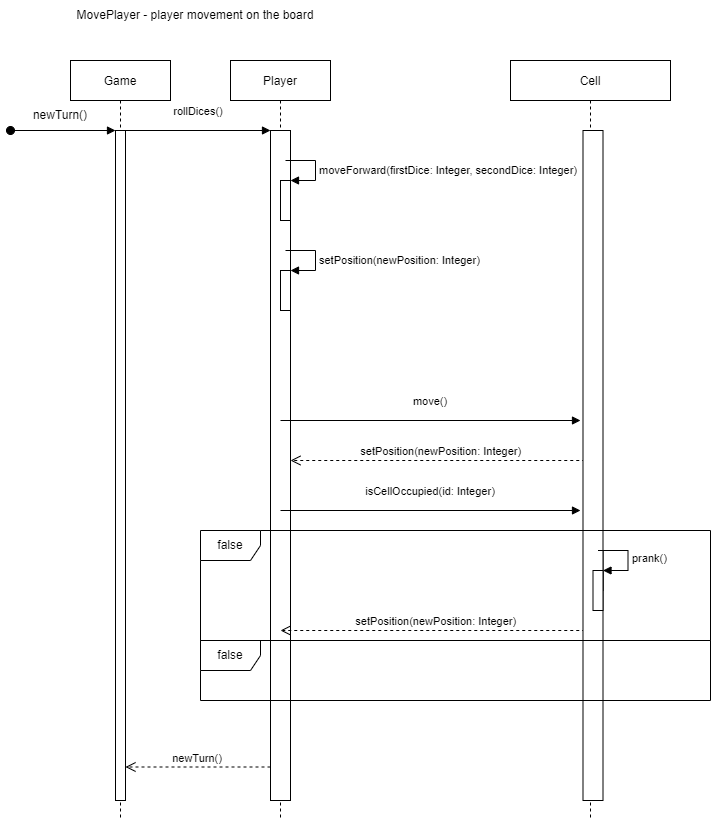 MovePlayer - player movement on the board
Game
Player
Cell
newTurn()
rollDices()
moveForward(firstDice: Integer, secondDice: Integer)
setPosition(newPosition: Integer)
move()
setPosition(newPosition: Integer)
isCellOccupied(id: Integer)
false
prank()
setPosition(newPosition: Integer)
false
newTurn()